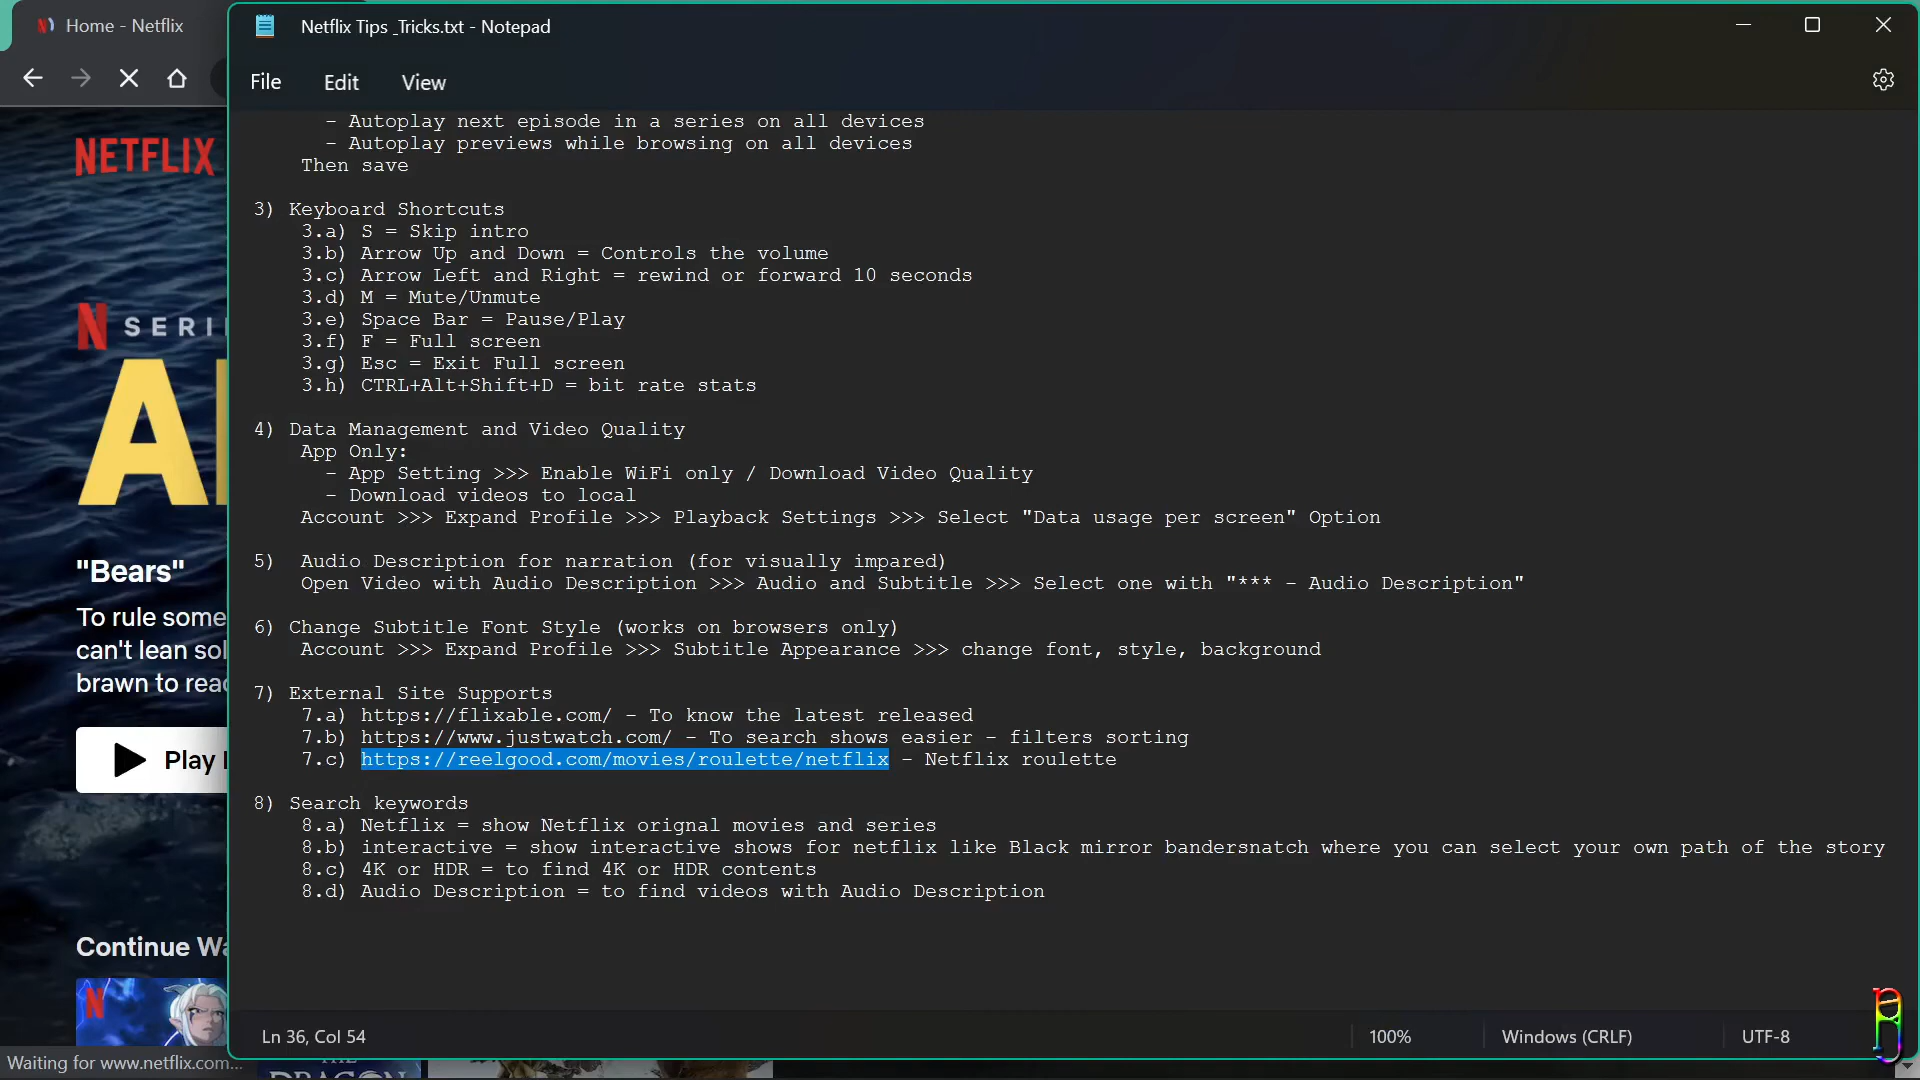 Home - Netflix
Netflix Tips _Tricks.txt - Notepad
File Edit View
NETFLIX
- Autoplay next episode in a series on all devices
- Autoplay previews while browsing on all devices
Then save
3) Keyboard Shortcuts
3.a) S = Skip intro
3.b) Arrow Up and Down = Controls the volume
3.c) Arrow Left and Right = rewind or forward 10 seconds
3.d) M = Mute/Unmute
3.e) Space Bar = Pause/Play
3.f) F = Full screen
3.g) Esc = Exit Full screen
3.h) CTRL+Alt+Shift+D = bit rate stats
4) Data Management and Video Quality
App Only:
- App Setting >>> Enable WiFi only / Download Video Quality
- Download videos to local
Account >>> Expand Profile >>> Playback Settings >>> Select "Data usage per screen" Option
5) Audio Description for narration (for visually impared)
Open Video with Audio Description >>> Audio and Subtitle >>> Select one with "*** - Audio Description"
6) Change Subtitle Font Style (works on browsers only)
Account >>> Expand Profile >>> Subtitle Appearance >>> change font, style, background
7) External Site Supports
7.a) https://flixable.com/ - To know the latest released
7.b) https://www.justwatch.com/ - To search shows easier - filters sorting
7.c) https://reelgood.com/movies/roulette/netflix - Netflix roulette
8) Search keywords
8.a) Netflix = show Netflix orignal movies and series
8.b) interactive = show interactive shows for netflix like Black mirror bandersnatch where you can select your own path of the story
8.c) 4K or HDR = to find 4K or HDR contents
8.d) Audio Description = to find videos with Audio Description
N SERI
Al
"Bears"
To rule some
can't lean sol
brawn to rea
Play
Continue Wa
N
Ln 36, Col 54
100%
Windows (CRLF)
UTF-8
Waiting for www.netflix.com...
DRAGON